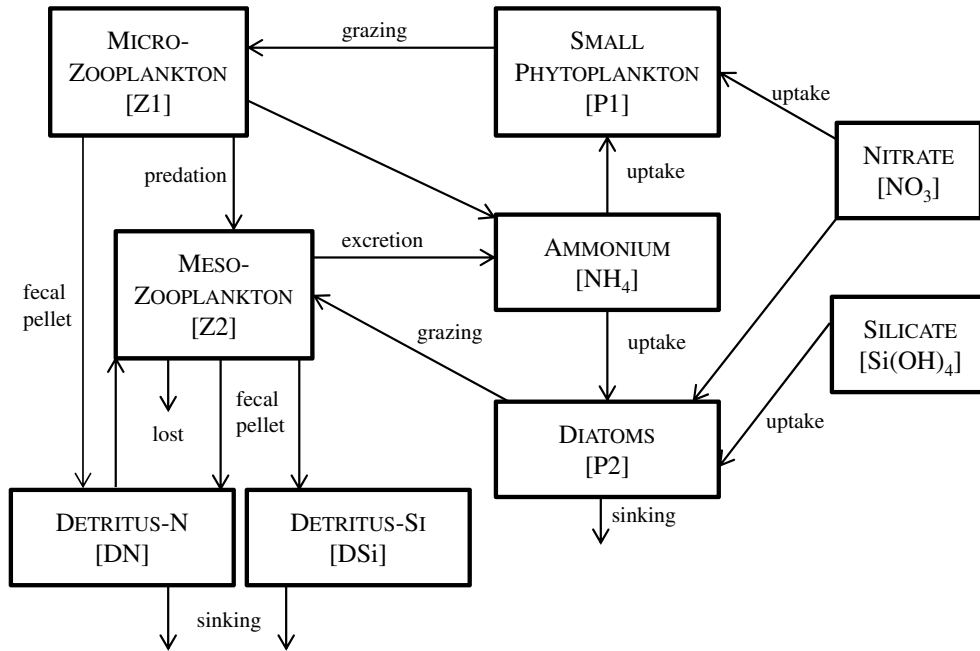 MICRO-
ZOOPLANKTON
[Z1]
grazing
SMALL
PHYTOPLANKTON
[P1]
uptake
NITRATE
[NO₃]
predation
uptake
MESO-
ZOOPLANKTON
[Z2]
excretion
AMMONIUM
[NH₄]
fecal
pellet
grazing
uptake
SILICATE
[Si(OH)₄]
uptake
lost
fecal
pellet
DIATOMS
[P2]
sinking
DETRITUS-N
[DN]
DETRITUS-SI
[DSi]
sinking